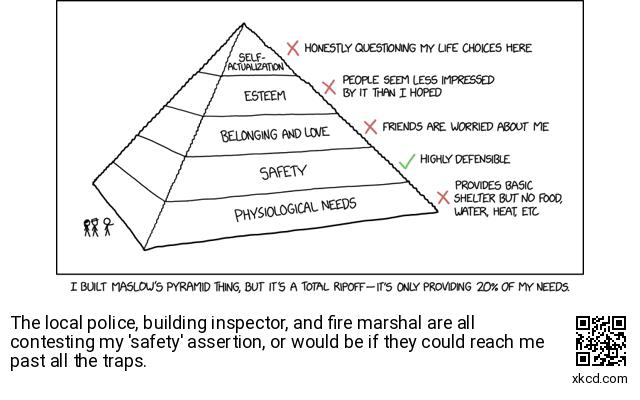 SELF-
ACTUALIZATION
HONESTLY QUESTIONING MY LIFE CHOICES HERE
ESTEEM
PEOPLE SEEM LESS IMPRESSED
BY IT THAN I HOPED
BELONGING AND LOVE
FRIENDS ARE WORRIED ABOUT ME
SAFETY
HIGHLY DEFENSIBLE
PHYSIOLOGICAL NEEDS
PROVIDES BASIC
SHELTER BUT NO FOOD,
WATER, HEAT, ETC
I BUILT MASLOW'S PYRAMID THING, BUT IT'S A TOTAL RIPOFF—IT'S ONLY PROVIDING 20% OF MY NEEDS.
The local police, building inspector, and fire marshal are all
contesting my 'safety' assertion, or would be if they could reach me
past all the traps.
xkcd.com